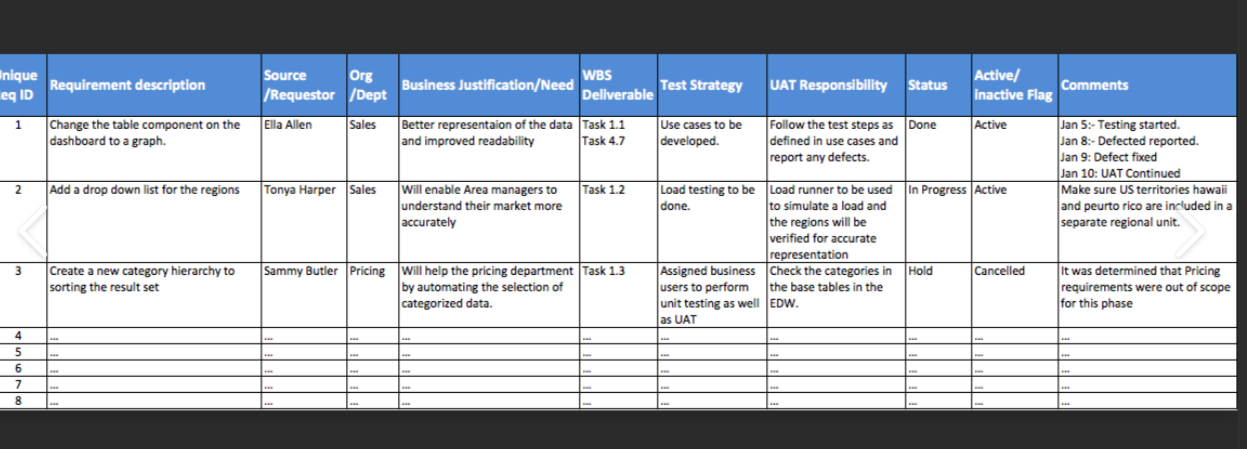 nique
eq ID
Requirement description
Source
/Requestor
Org
/Dept
Business Justification/Need
WBS
Deliverable
Test Strategy
UAT Responsibility
Status
Active/
inactive Flag
Comments
1
Change the table component on the
dashboard to a graph.
Ella Allen
Sales
Better representaion of the data
and improved readability
Task 1.1
Task 4.7
Use cases to be
developed.
Follow the test steps as
defined in use cases and
report any defects.
Done
Active
Jan 5:- Testing started.
Jan 8:- Defected reported.
Jan 9: Defect fixed
Jan 10: UAT Continued
2
Add a drop down list for the regions
Tonya Harper
Sales
Will enable Area managers to
understand their market more
accurately
Task 1.2
Load testing to be
done.
Load runner to be used
to simulate a load and
the regions will be
verified for accurate
representation
In Progress
Active
Make sure US territories hawaii
and peurto rico are included in a
separate regional unit.
3
Create a new category hierarchy to
sorting the result set
Sammy Butler
Pricing
Will help the pricing department
by automating the selection of
categorized data.
Task 1.3
Assigned business
users to perform
unit testing as well
as UAT
Check the categories in
the base tables in the
EDW.
Hold
Cancelled
It was determined that Pricing
requirements were out of scope
for this phase
4 ... ... ... ... ... ... ... ... ... ...
5 ... ... ... ... ... ... ... ... ... ...
6 ... ... ... ... ... ... ... ... ... ...
7 ... ... ... ... ... ... ... ... ... ...
8 ... ... ... ... ... ... ... ... ... ...